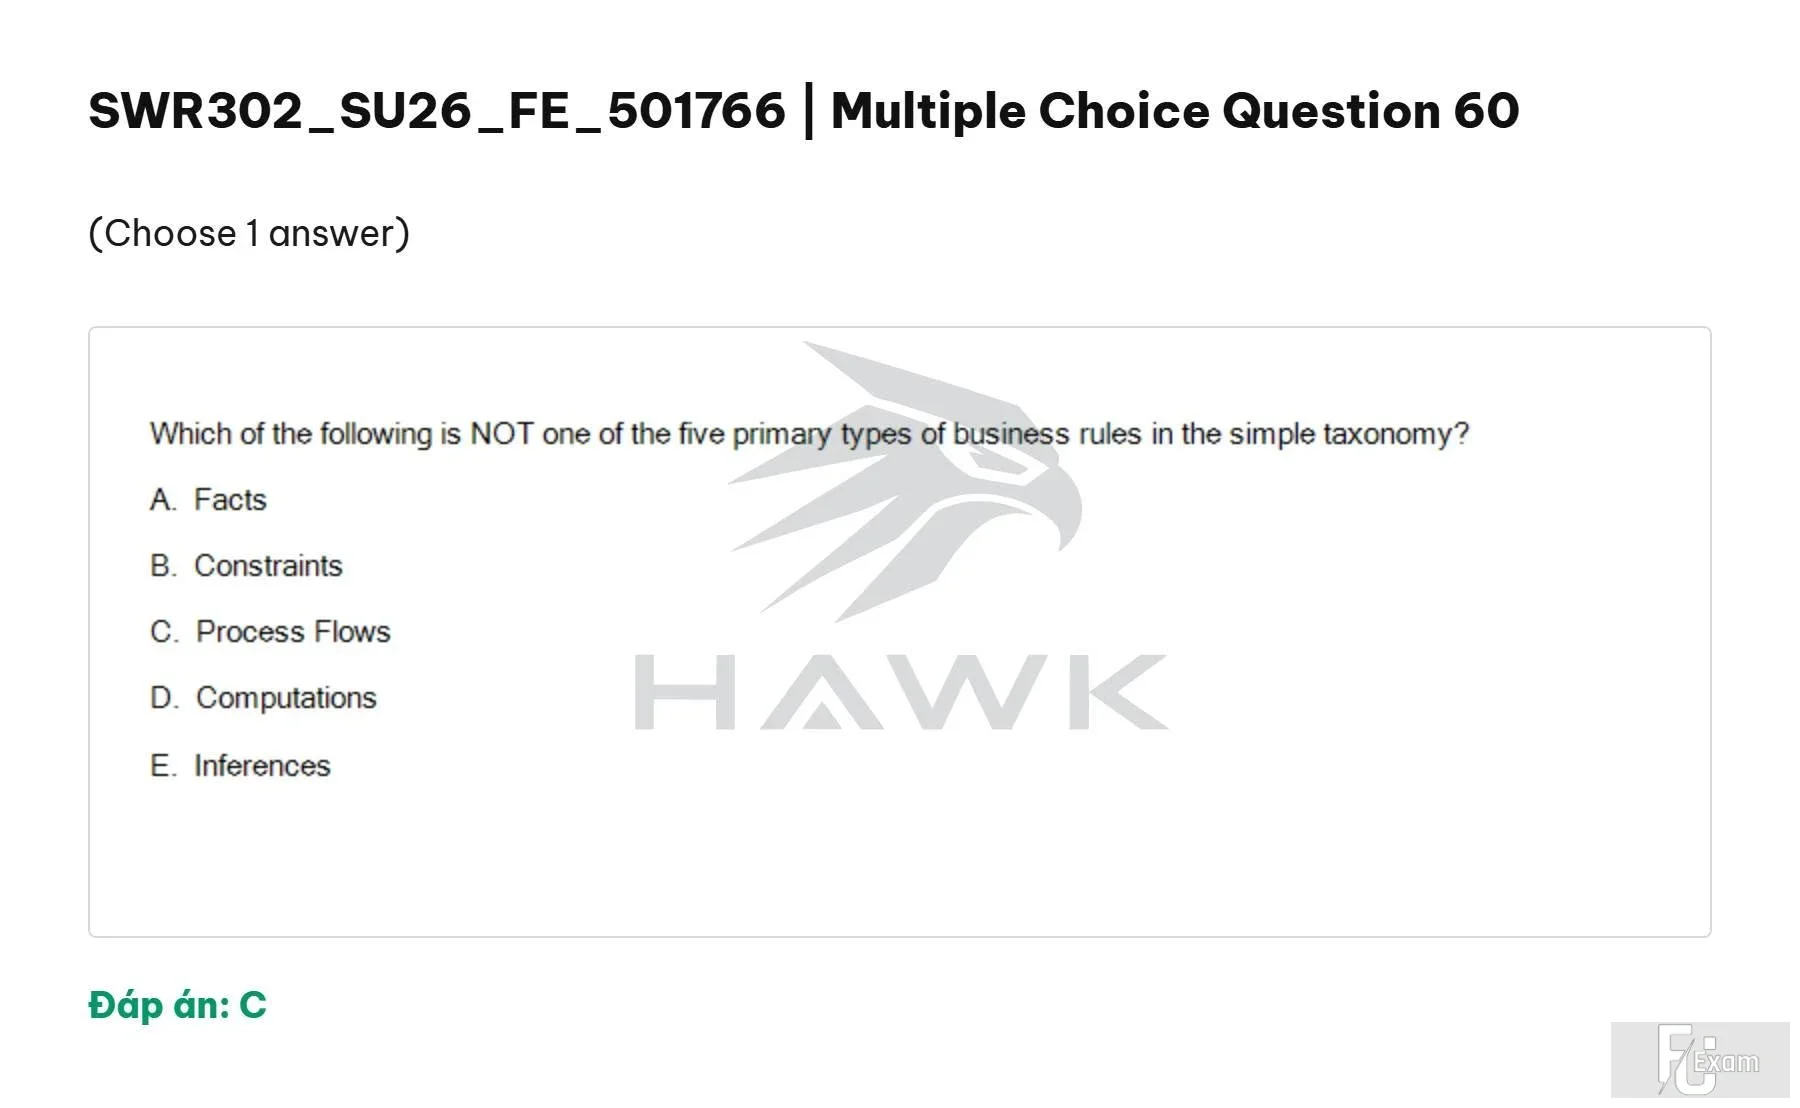 SWR302_SU26_FE_501766 | Multiple Choice Question 60
(Choose 1 answer)
Which of the following is NOT one of the five primary types of business rules in the simple taxonomy?
A. Facts
B. Constraints
C. Process Flows
D. Computations
E. Inferences
HAWK
Đáp án: C
FU Exam